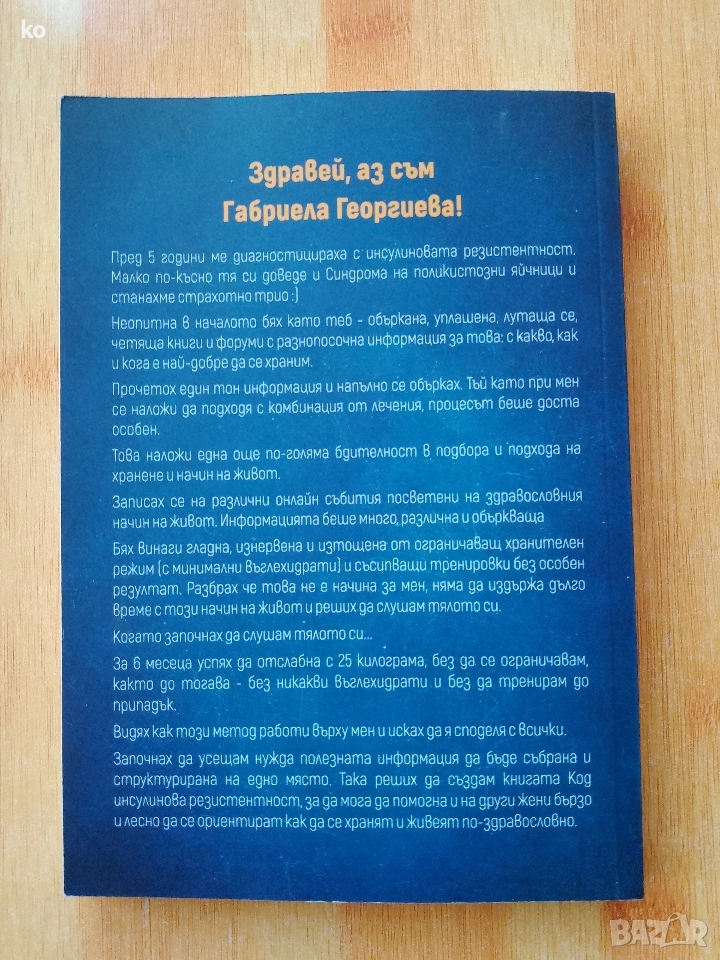 ko
Здравей, аз съм
Габриела Георгиева!
Пред 5 години ме диагностицираха с инсулиновата резистентност.
Малко по-късно тя си доведе и Синдрома на поликистозни яйчници и
станахме страхотно трио :)
Неопитна в началото бях като теб - объркана, уплашена, лутаща се,
четяща книги и форуми с разнопосочна информация за това: с какво, как
и кога е най-добре да се храним.
Прочетох един тон информация и напълно се обърках. Тъй като при мен
се наложи да подходя с комбинация от лечения, процесът беше доста
особен.
Това наложи една още по-голяма бдителност в подбора и подхода на
хранене и начин на живот.
Записах се на различни онлайн събития посветени на здравословния
начин на живот. Информацията беше много, различна и объркваща
Бях винаги гладна, изнервена и изтощена от ограничаващ хранителен
режим (с минимални въглехидрати) и съсипващи тренировки без особен
резултат. Разбрах че това не е начина за мен, няма да издържа дълго
време с този начин на живот и реших да слушам тялото си.
Когато започнах да слушам тялото си...
За 6 месеца успях да отслабна с 25 килограма, без да се ограничавам,
както до тогава - без никакви въглехидрати и без да тренирам до
припадък.
Видях как този метод работи върху мен и исках да я споделя с всички.
Започнах да усещам нужда полезната информация да бъде събрана и
структурирана на едно място. Така реших да създам книгата Код
инсулинова резистентност, за да мога да помогна и на други жени бързо
и лесно да се ориентират как да се хранят и живеят по-здравословно.
BAZAR